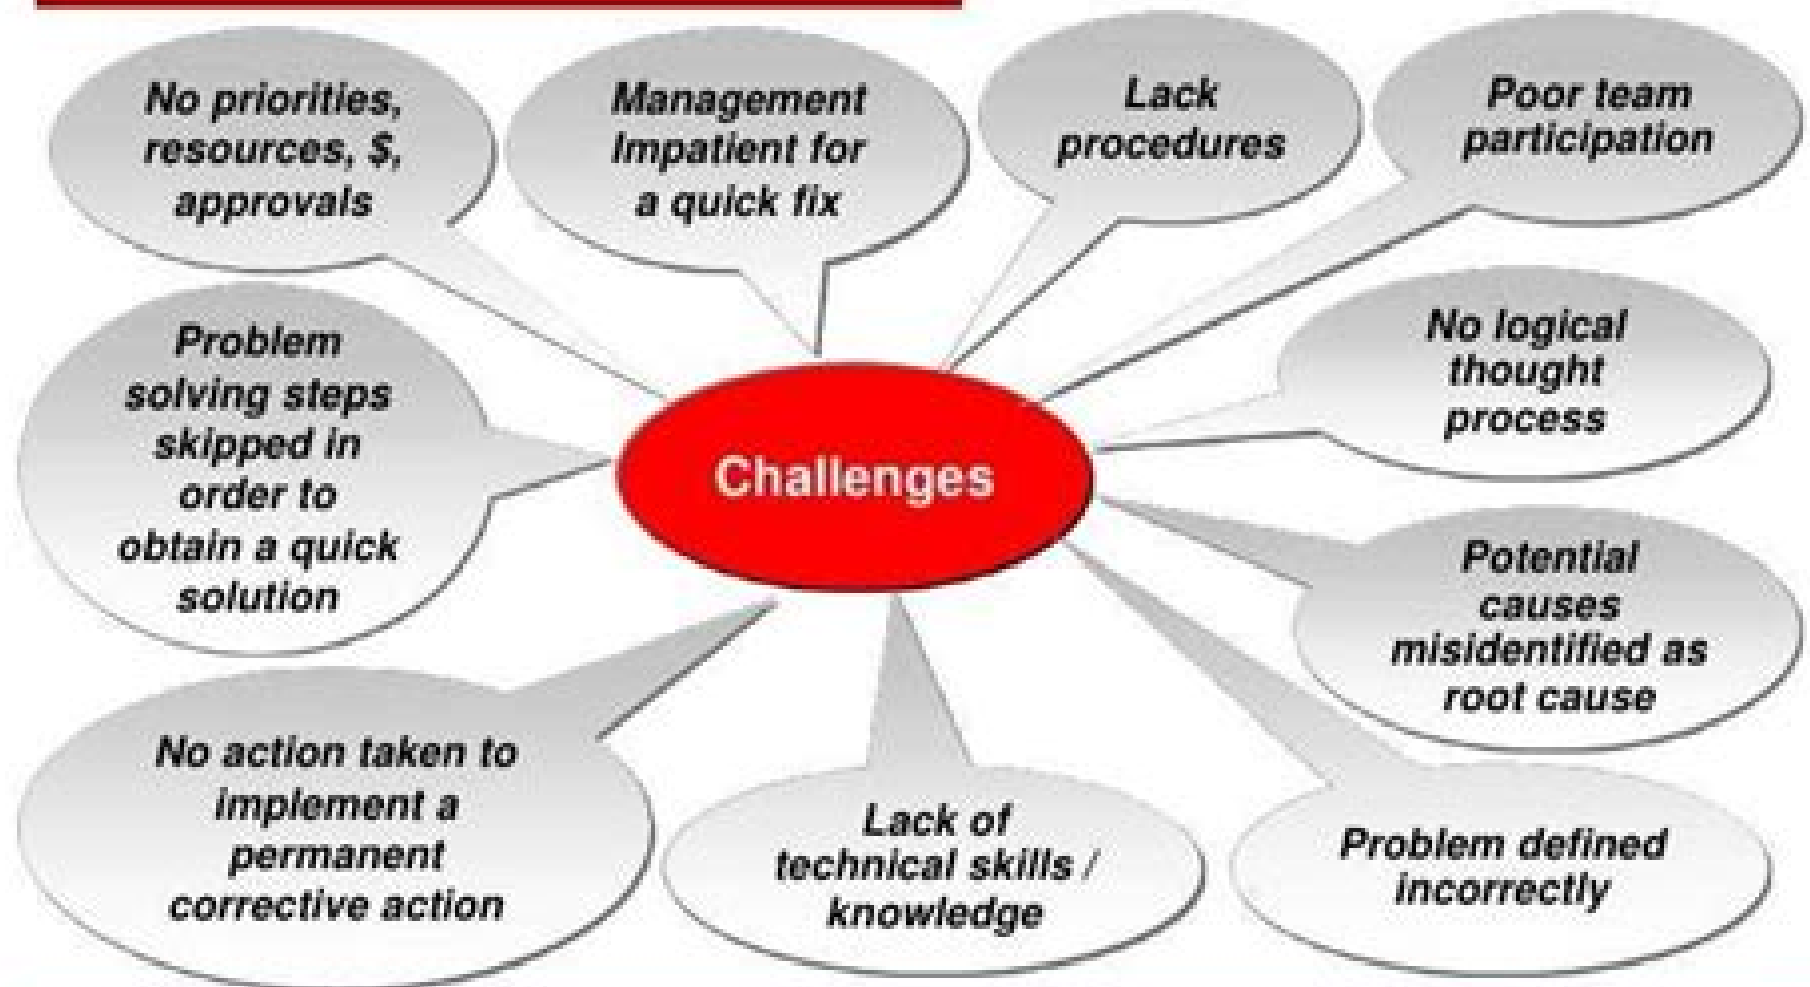 No priorities,
resources, $,
approvals
Management
Impatient for
a quick fix
Lack
procedures
Poor team
participation
Problem
solving steps
skipped in
order to
obtain a quick
solution
Challenges
No logical
thought
process
Potential
causes
misidentified as
root cause
No action taken to
implement a
permanent
corrective action
Lack of
technical skills /
knowledge
Problem defined
incorrectly